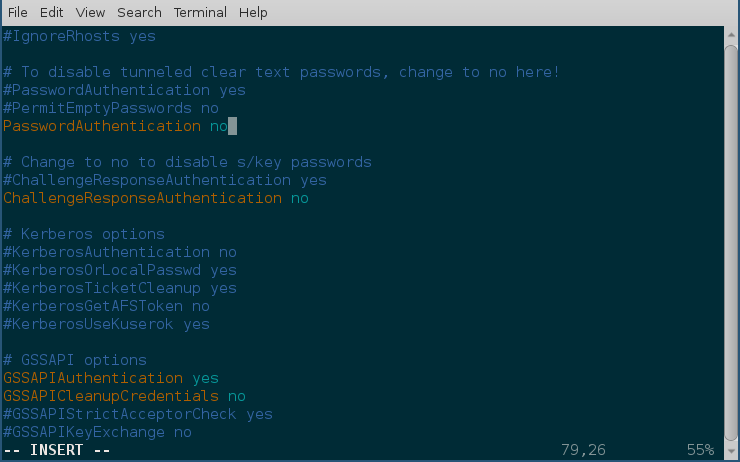 File Edit View Search Terminal Help
#IgnoreRhosts yes
# To disable tunneled clear text passwords, change to no here!
#PasswordAuthentication yes
#PermitEmptyPasswords no
PasswordAuthentication no
# Change to no to disable s/key passwords
#ChallengeResponseAuthentication yes
ChallengeResponseAuthentication no
# Kerberos options
#KerberosAuthentication no
#KerberosOrLocalPasswd yes
#KerberosTicketCleanup yes
#KerberosGetAFSToken no
#KerberosUseKuserok yes
# GSSAPI options
GSSAPIAuthentication yes
GSSAPICleanupCredentials no
#GSSAPIStrictAcceptorCheck yes
#GSSAPIKeyExchange no
-- INSERT -- 79,26 55%